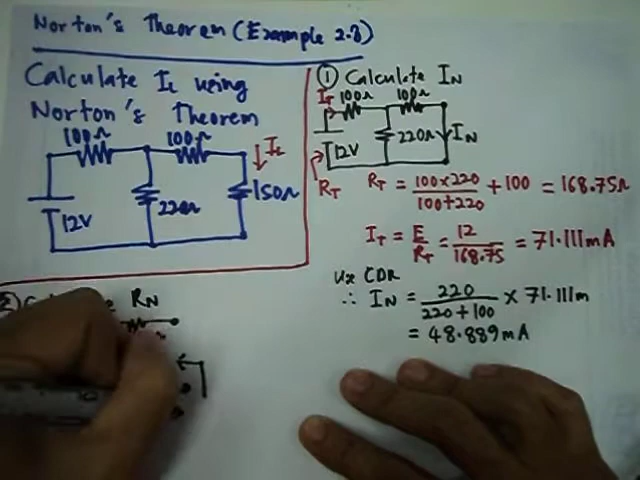 Norton's Theorem (Example 2.8)
Calculate IL using
Norton's Theorem
100Ω 100Ω
IL
12V 220Ω 150Ω
① Calculate IN
IT 100Ω 100Ω
12V 220Ω IN
RT
RT = 100×220 / 100+220 + 100 = 168.75Ω
IT = E / RT = 12 / 168.75 = 71.111mA
Use CDR
∴ IN = 220 / 220+100 × 71.111m
= 48.889mA
RN